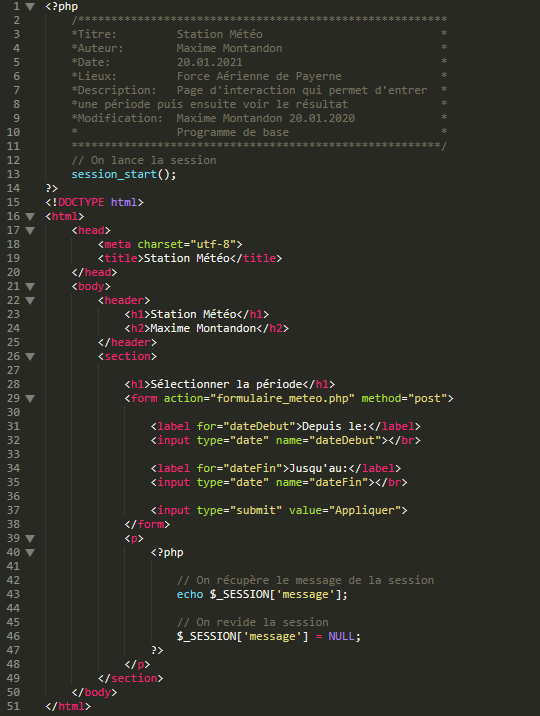 1 <?php
2 /********************************************************
3 *Titre: Station Météo *
4 *Auteur: Maxime Montandon *
5 *Date: 20.01.2021 *
6 *Lieux: Force Aérienne de Payerne *
7 *Description: Page d'interaction qui permet d'entrer *
8 *une période puis ensuite voir le résultat *
9 *Modification: Maxime Montandon 20.01.2020 *
10 * Programme de base *
11 ********************************************************/
12 // On lance la session
13 session_start();
14 ?>
15 <!DOCTYPE html>
16 <html>
17 <head>
18 <meta charset="utf-8">
19 <title>Station Météo</title>
20 </head>
21 <body>
22 <header>
23 <h1>Station Météo</h1>
24 <h2>Maxime Montandon</h2>
25 </header>
26 <section>
27
28 <h1>Sélectionner la période</h1>
29 <form action="formulaire_meteo.php" method="post">
30
31 <label for="dateDebut">Depuis le:</label>
32 <input type="date" name="dateDebut"></br>
33
34 <label for="dateFin">Jusqu'au:</label>
35 <input type="date" name="dateFin"></br>
36
37 <input type="submit" value="Appliquer">
38 </form>
39 <p>
40 <?php
41
42 // On récupère le message de la session
43 echo $_SESSION['message'];
44
45 // On revide la session
46 $_SESSION['message'] = NULL;
47 ?>
48 </p>
49 </section>
50 </body>
51 </html>